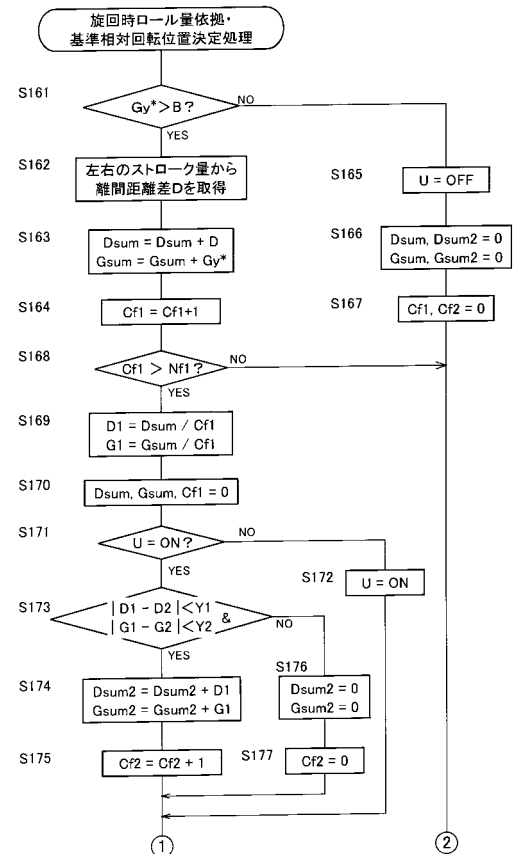 旋回時ロール量依拠・
基準相対回転位置決定処理
S161
Gy*>B?
NO
YES
S162
左右のストローク量から
離間距離差Dを取得
S165
U = OFF
S163
Dsum = Dsum + D
Gsum = Gsum + Gy*
S166
Dsum, Dsum2 = 0
Gsum, Gsum2 = 0
S164
Cf1 = Cf1+1
S167
Cf1, Cf2 = 0
S168
Cf1 > Nf1?
NO
YES
S169
D1 = Dsum / Cf1
G1 = Gsum / Cf1
S170
Dsum, Gsum, Cf1 = 0
S171
U = ON?
NO
YES
S172
U = ON
S173
| D1 - D2 |<Y1
| G1 - G2 |<Y2
&
NO
YES
S174
Dsum2 = Dsum2 + D1
Gsum2 = Gsum2 + G1
S176
Dsum2 = 0
Gsum2 = 0
S175
Cf2 = Cf2 + 1
S177
Cf2 = 0
①
②